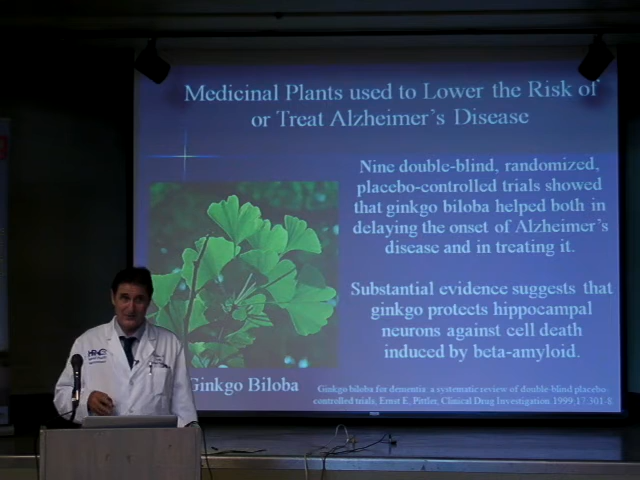 Medicinal Plants used to Lower the Risk of
or Treat Alzheimer's Disease
Nine double-blind, randomized,
placebo-controlled trials showed
that ginkgo biloba helped both in
delaying the onset of Alzheimer's
disease and in treating it.
Substantial evidence suggests that
ginkgo protects hippocampal
neurons against cell death
induced by beta-amyloid.
Ginkgo Biloba
Ginkgo biloba for dementia: a systematic review of double-blind placebo-
controlled trials, Ernst E, Pittler, Clinical Drug Investigation.1999;17:301-8